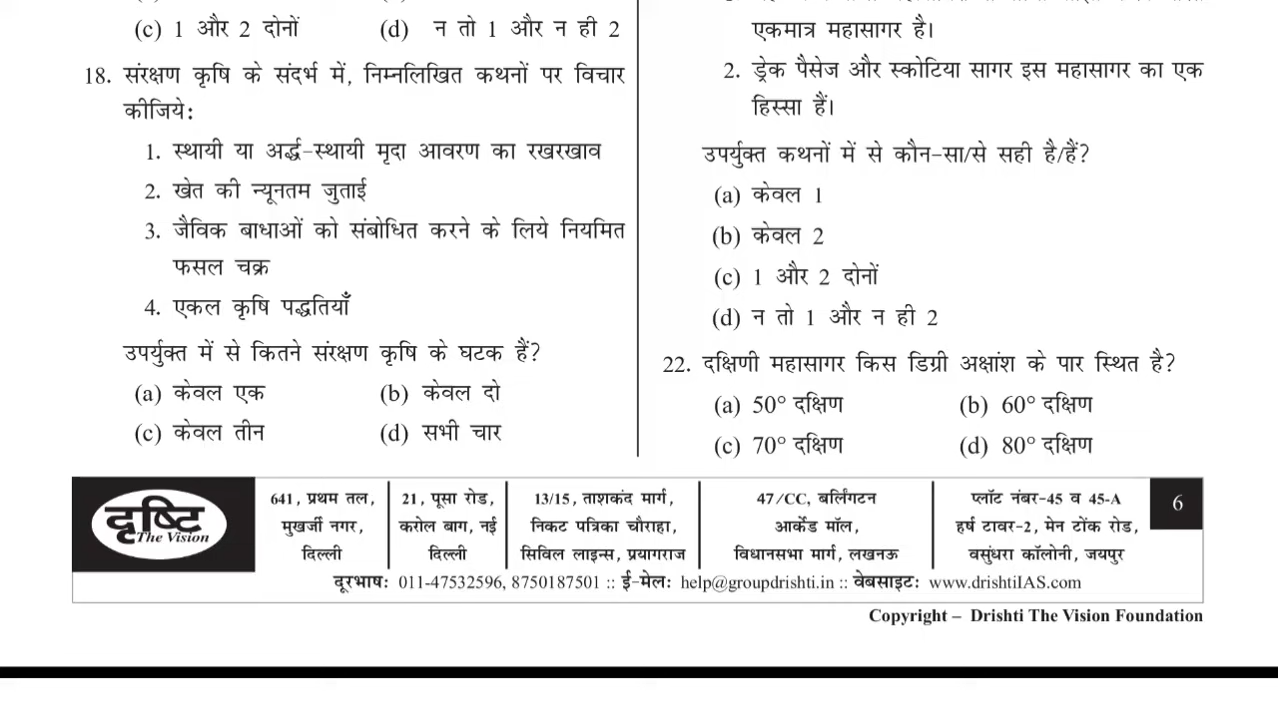 (c) 1 और 2 दोनों (d) न तो 1 और न ही 2
18. संरक्षण कृषि के संदर्भ में, निम्नलिखित कथनों पर विचार
कीजिये:
1. स्थायी या अर्द्ध-स्थायी मृदा आवरण का रखरखाव
2. खेत की न्यूनतम जुताई
3. जैविक बाधाओं को संबोधित करने के लिये नियमित
फसल चक्र
4. एकल कृषि पद्धतियाँ
उपर्युक्त में से कितने संरक्षण कृषि के घटक हैं?
(a) केवल एक (b) केवल दो
(c) केवल तीन (d) सभी चार
एकमात्र महासागर है।
2. ड्रेक पैसेज और स्कोटिया सागर इस महासागर का एक
हिस्सा हैं।
उपर्युक्त कथनों में से कौन-सा/से सही है/हैं?
(a) केवल 1
(b) केवल 2
(c) 1 और 2 दोनों
(d) न तो 1 और न ही 2
22. दक्षिणी महासागर किस डिग्री अक्षांश के पार स्थित है?
(a) 50° दक्षिण (b) 60° दक्षिण
(c) 70° दक्षिण (d) 80° दक्षिण
दृष्टि
The Vision
641, प्रथम तल,
मुखर्जी नगर,
दिल्ली
21, पूसा रोड,
करोल बाग, नई
दिल्ली
13/15, ताशकंद मार्ग,
निकट पत्रिका चौराहा,
सिविल लाइन्स, प्रयागराज
47/CC, बर्लिंगटन
आर्केड मॉल,
विधानसभा मार्ग, लखनऊ
प्लॉट नंबर-45 व 45-A
हर्ष टावर-2, मेन टोंक रोड,
वसुंधरा कॉलोनी, जयपुर
6
दूरभाषः 011-47532596, 8750187501 :: ई-मेलः help@groupdrishti.in :: वेबसाइटः www.drishtiIAS.com
Copyright – Drishti The Vision Foundation